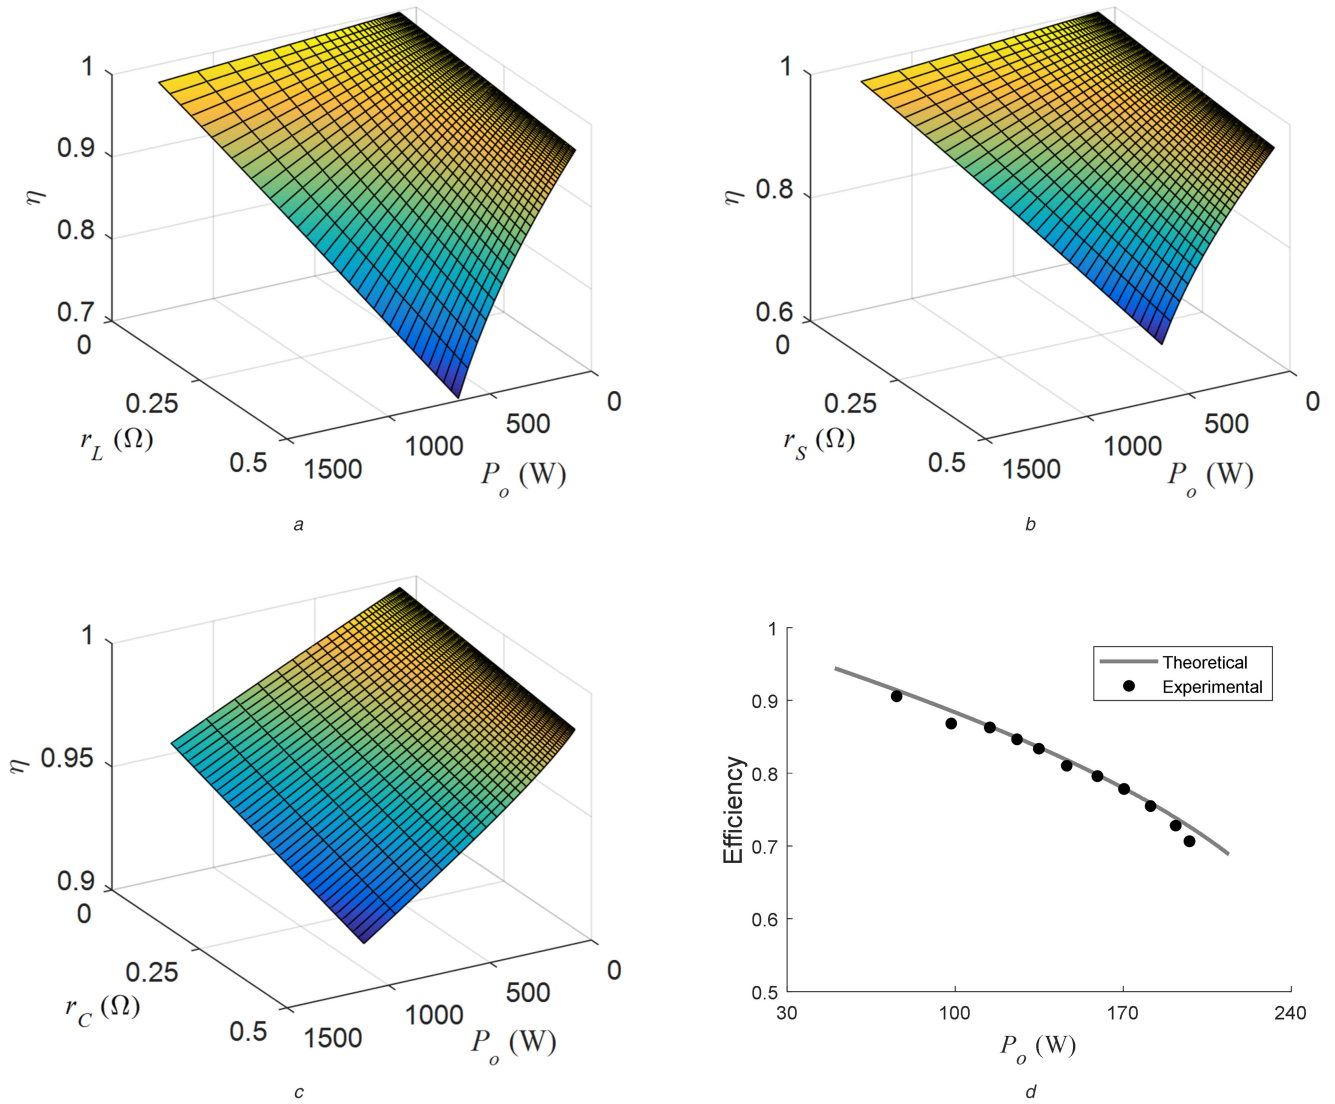 1
0.9
η
0.8
0.7
0
0.25
r_L (Ω)
0.5
1500
1000
500
0
P_o (W)
a
1
0.8
η
0.6
0
0.25
r_S (Ω)
0.5
1500
1000
500
0
P_o (W)
b
1
0.95
η
0.9
0
0.25
r_C (Ω)
0.5
1500
1000
500
0
P_o (W)
c
1
0.9
0.8
0.7
0.6
0.5
Efficiency
Theoretical
Experimental
30
100
170
240
P_o (W)
d